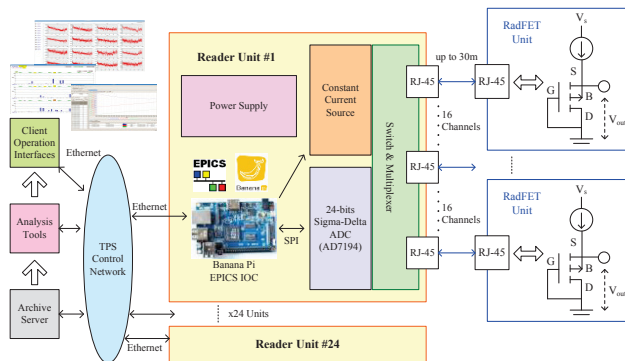 Reader Unit #1
Power Supply
Constant
Current
Source
Switch & Multiplexer
EPICS
Banana Pi
Banana Pi
EPICS IOC
SPI
24-bits
Sigma-Delta
ADC
(AD7194)
RJ-45
RJ-45
RJ-45
up to 30m
16
Channels
16
Channels
RJ-45
RJ-45
RadFET
Unit
Vs
S
G
B
D
Vout
RadFET
Unit
Vs
S
G
B
D
Vout
Client
Operation
Interfaces
Ethernet
Analysis
Tools
Archive
Server
TPS
Control
Network
Ethernet
Ethernet
x24 Units
Reader Unit #24